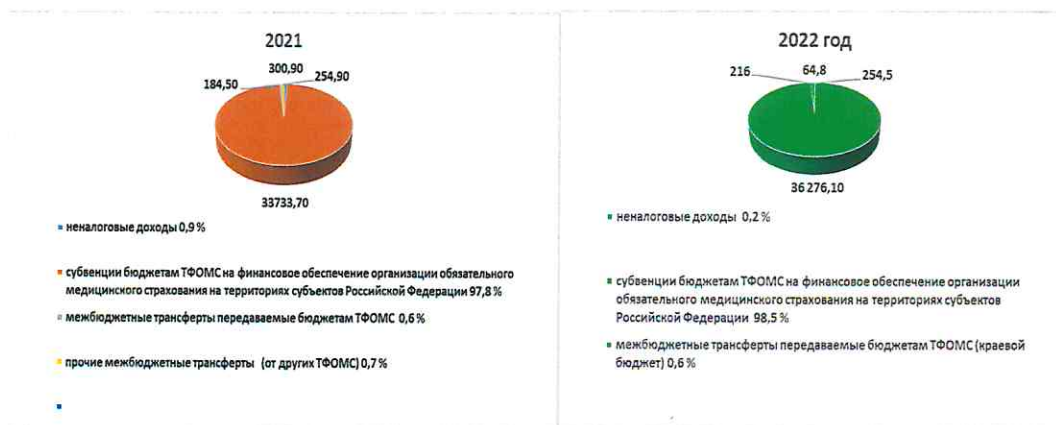 2021
300,90
254,90
184,50
33733,70
неналоговые доходы 0,9 %
субвенции бюджетам ТФОМС на финансовое обеспечение организации обязательного
медицинского страхования на территориях субъектов Российской Федерации 97,8 %
межбюджетные трансферты передаваемые бюджетам ТФОМС 0,6 %
прочие межбюджетные трансферты (от других ТФОМС) 0,7 %
2022 год
216
64,8
254,5
36 276,10
неналоговые доходы 0,2 %
субвенции бюджетам ТФОМС на финансовое обеспечение организации
обязательного медицинского страхования на территориях субъектов
Российской Федерации 98,5 %
межбюджетные трансферты передаваемые бюджетам ТФОМС (краевой
бюджет) 0,6 %